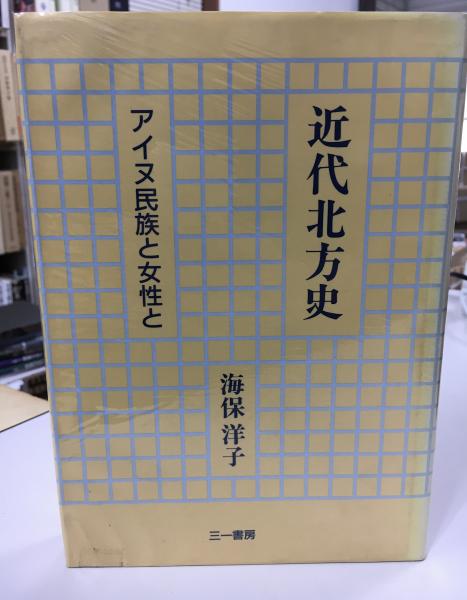 近代北方史
アイヌ民族と女性と
海保洋子
三一書房